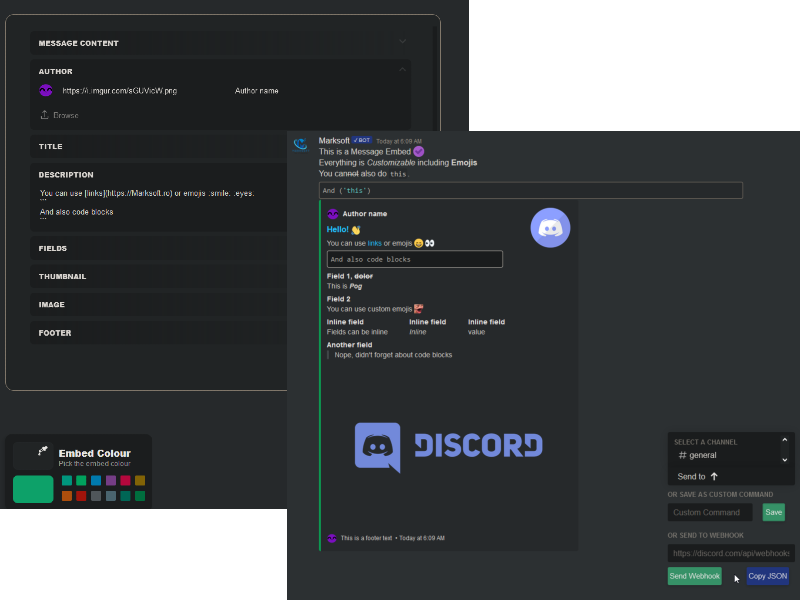 MESSAGE CONTENT
AUTHOR
https://i.imgur.com/sGUVicW.png Author name
Browse
TITLE
DESCRIPTION
You can use [links](https://Marksoft.ro) or emojis :smile: :eyes:
```
And also code blocks
```
FIELDS
THUMBNAIL
IMAGE
FOOTER
Embed Colour
Pick the embed colour
Marksoft ✓ BOT Today at 6:09 AM
This is a Message Embed
Everything is Customizable including Emojis
You cannot also do this.
And ("this")
Author name
Hello! 👋
You can use links or emojis 😄👀
And also code blocks
Field 1, dolor
This is Pog
Field 2
You can use custom emojis
Inline field Inline field Inline field
Fields can be inline inline value
Another field
Nope, didn't forget about code blocks
DISCORD
This is a footer text • Today at 6:09 AM
SELECT A CHANNEL
# general
Send to ↑
OR SAVE AS CUSTOM COMMAND
Custom Command Save
OR SEND TO WEBHOOK
https://discord.com/api/webhooks
Send Webhook Copy JSON